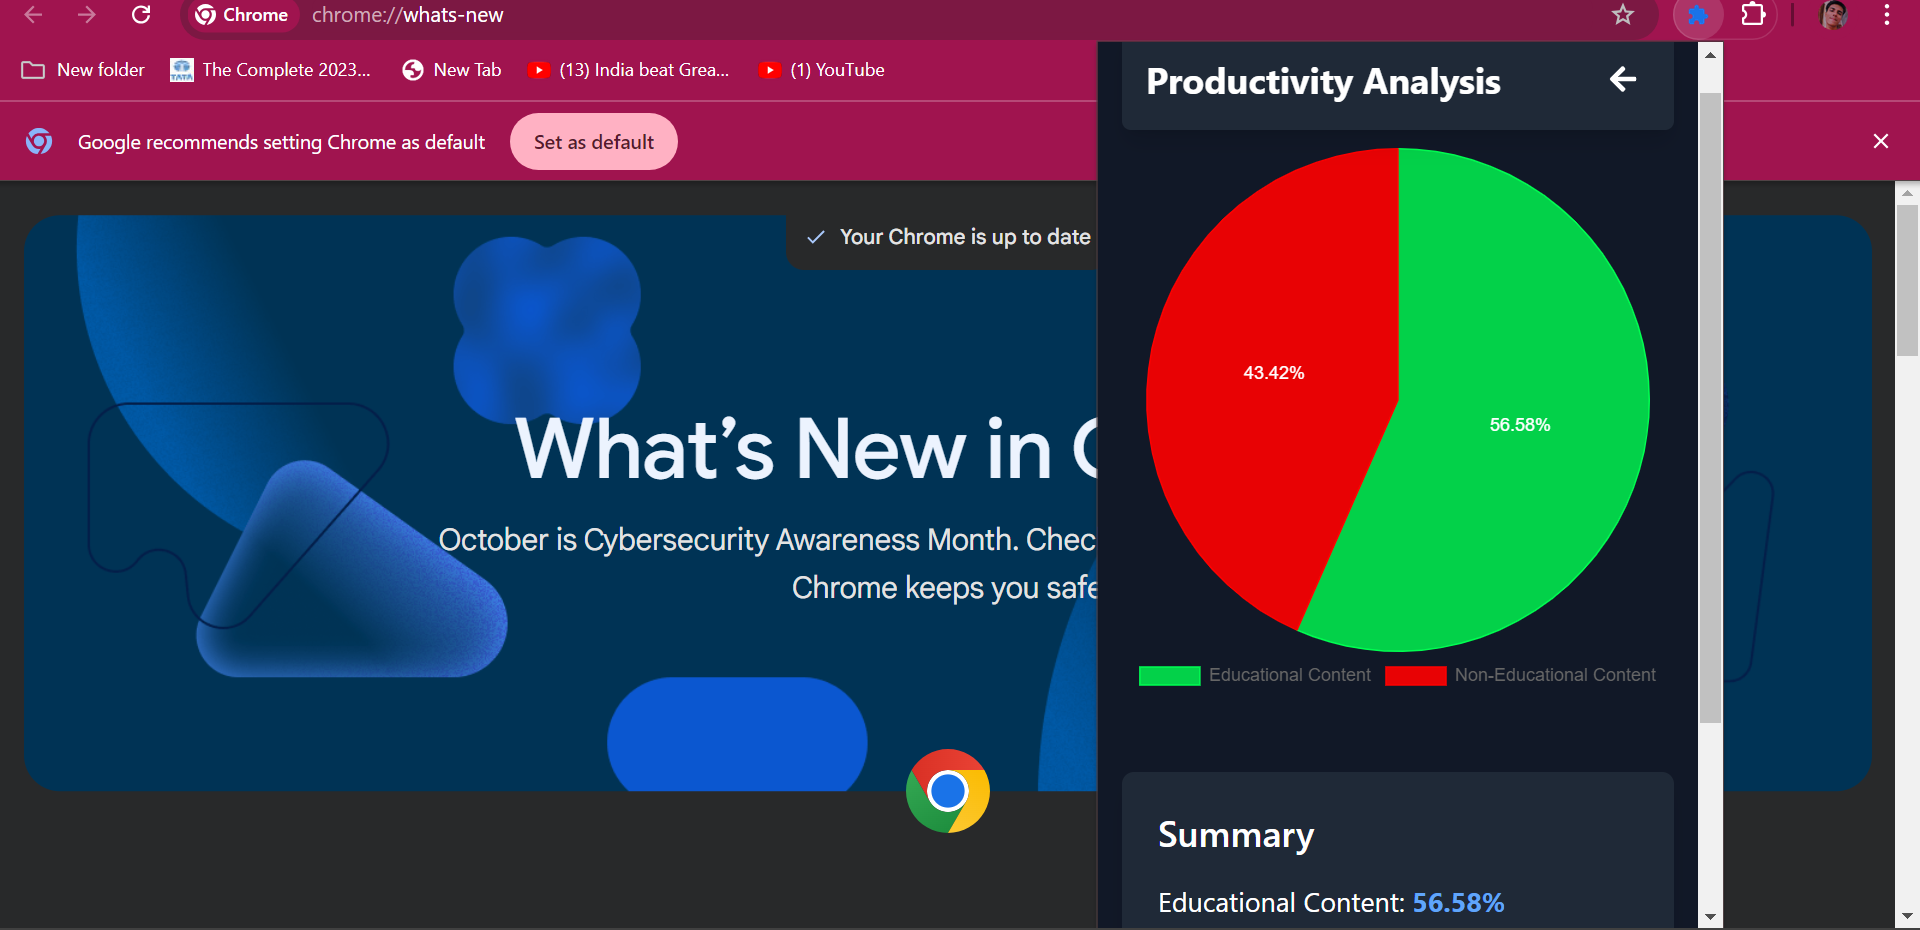 Chrome
chrome://whats-new
New folder
The Complete 2023...
New Tab
(13) India beat Grea...
(1) YouTube
Google recommends setting Chrome as default
Set as default
Your Chrome is up to date
What's New in
October is Cybersecurity Awareness Month. Chec
Chrome keeps you safe
Productivity Analysis
43.42%
56.58%
Educational Content
Non-Educational Content
Summary
Educational Content: 56.58%